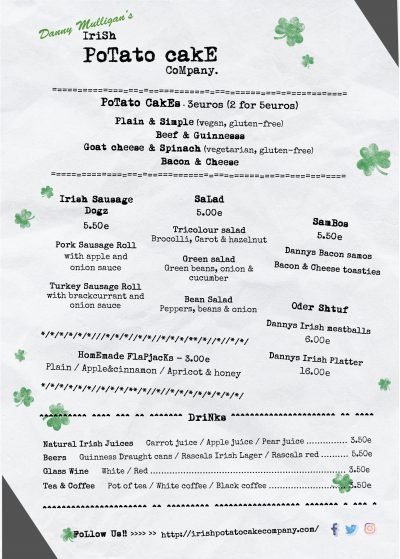 Danny Mulligan's
IriSh
PoTato cakE
CoMpany.
PoTato CakEs - 3euros (2 for 5euros)
Plain & Simple (vegan, gluten-free)
Beef & Guinnesss
Goat cheese & Spinach (vegetarian, gluten-free)
Bacon & Cheese
Irish Sausage
Dogz
5.50e
Pork Sausage Roll
with apple and
onion sauce
Turkey Sausage Roll
with brackcurrant and
onion sauce
SaLad
5.00e
Tricolour salad
Brocolli, Carot & hazelnut
Green salad
Green beans, onion &
cucumber
Bean Salad
Peppers, beans & onion
SamBos
5.50e
Dannys Bacon samos
Bacon & Cheese toasties
Oder Shtuf
Dannys Irish meatballs
6.00e
Dannys Irish Platter
16.00e
HomEmade FlaPjacKs - 3.00e
Plain / Apple&cinnamon / Apricot & honey
DriNks
Natural Irish Juices Carrot juice / Apple juice / Pear juice ............... 3.50e
Beers Guinness Draught cans / Rascals Irish Lager / Rascals red ......... 5.50e
Glass Wine White / Red ............... 3.50e
Tea & Coffee Pot of tea / White coffee / Black coffee ............... 3.50e
FoLlow Us!! >>>> >> http://irishpotatocakecompany.com/